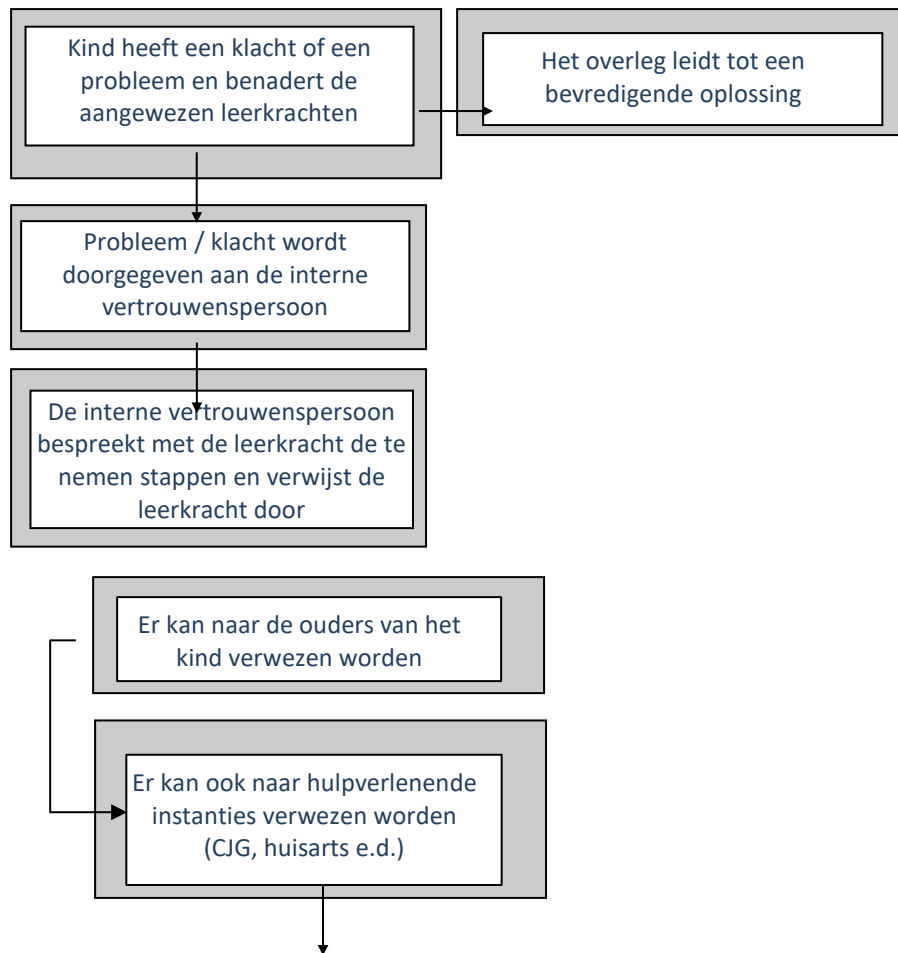 Kind heeft een klacht of een
probleem en benadert de
aangewezen leerkrachten
Het overleg leidt tot een
bevredigende oplossing
Probleem / klacht wordt
doorgegeven aan de interne
vertrouwenspersoon
De interne vertrouwenspersoon
bespreekt met de leerkracht de te
nemen stappen en verwijst de
leerkracht door
Er kan naar de ouders van het
kind verwezen worden
Er kan ook naar hulpverlenende
instanties verwezen worden
(CJG, huisarts e.d.)